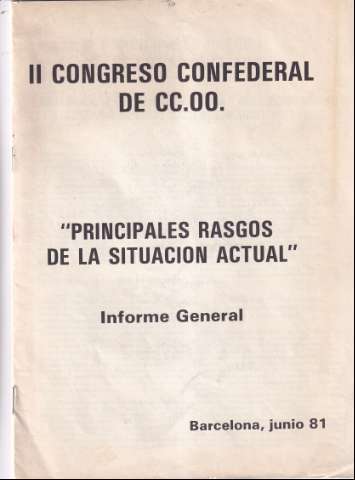 II CONGRESO CONFEDERAL
DE CC.OO.
"PRINCIPALES RASGOS
DE LA SITUACION ACTUAL"
Informe General
Barcelona, junio 81